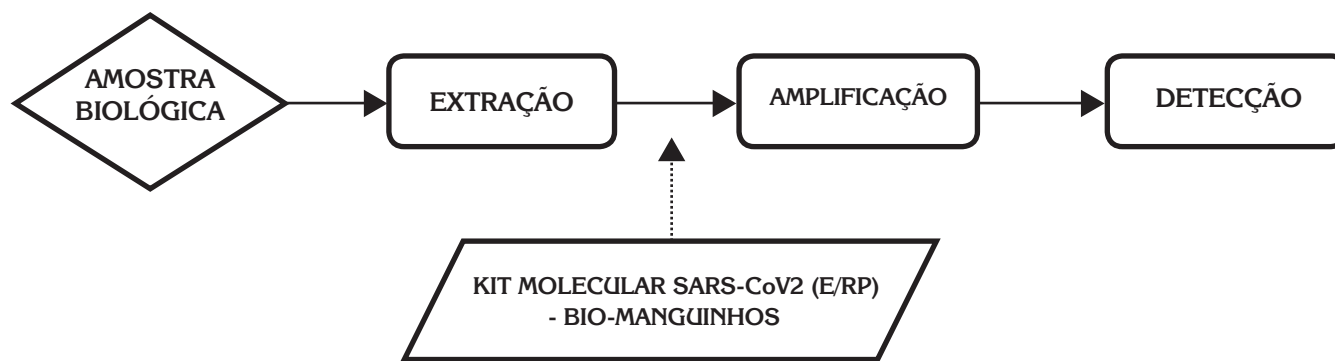 AMOSTRA
BIOLÓGICA
EXTRAÇÃO
AMPLIFICAÇÃO
DETECÇÃO
KIT MOLECULAR SARS-CoV2 (E/RP)
- BIO-MANGUINHOS